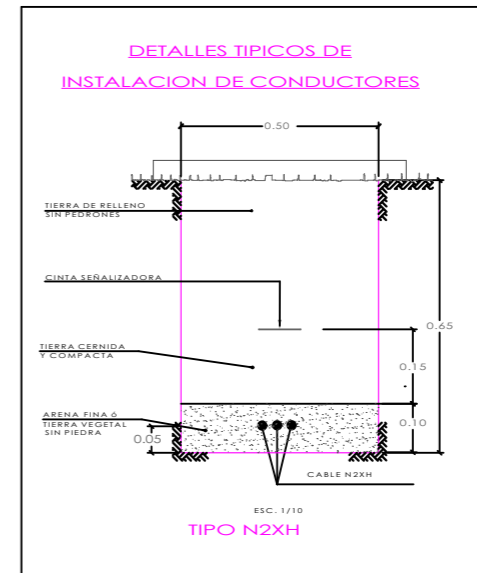 DETALLES TIPICOS DE
INSTALACION DE CONDUCTORES
0.50
TIERRA DE RELLENO
SIN PEDRONES
CINTA SEÑALIZADORA
0.65
TIERRA CERNIDA
Y COMPACTA
0.15
ARENA FINA 6
TIERRA VEGETAL
SIN PIEDRA
0.05
0.10
CABLE N2XH
ESC. 1/10
TIPO N2XH